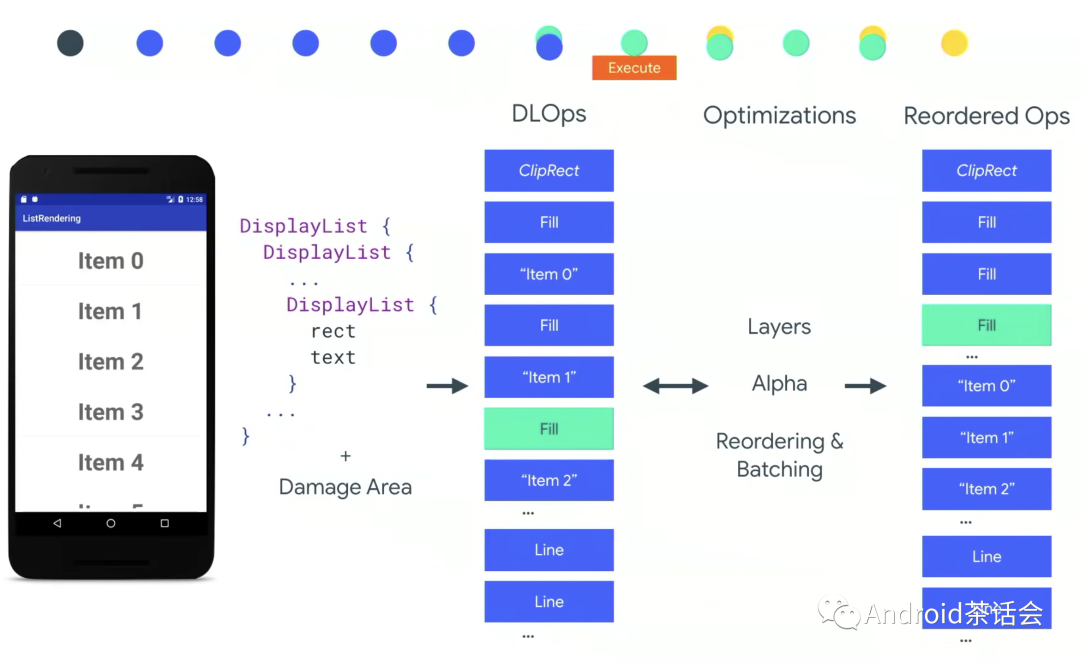 Execute
DLOps
Optimizations
Reordered Ops
12:58
ListRendering
Item 0
Item 1
Item 2
Item 3
Item 4
DisplayList {
DisplayList {
...
DisplayList {
rect
text
}
...
}
+
Damage Area
ClipRect
Fill
“Item 0”
Fill
“Item 1”
Fill
“Item 2”
...
Line
Line
...
Layers
Alpha
Reordering &
Batching
ClipRect
Fill
Fill
Fill
...
“Item 0”
“Item 1”
“Item 2”
...
Line
...
Android茶话会